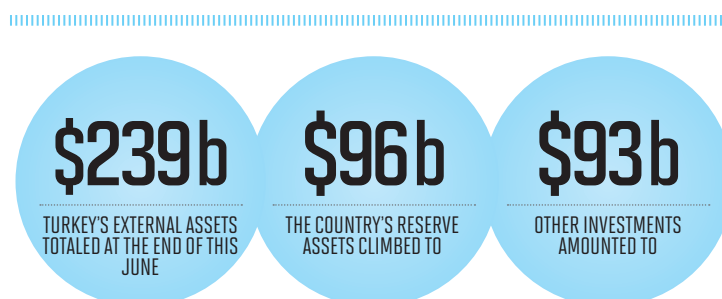 $239b
TURKEY'S EXTERNAL ASSETS
TOTALED AT THE END OF THIS
JUNE
$96b
THE COUNTRY'S RESERVE
ASSETS CLIMBED TO
$93b
OTHER INVESTMENTS
AMOUNTED TO